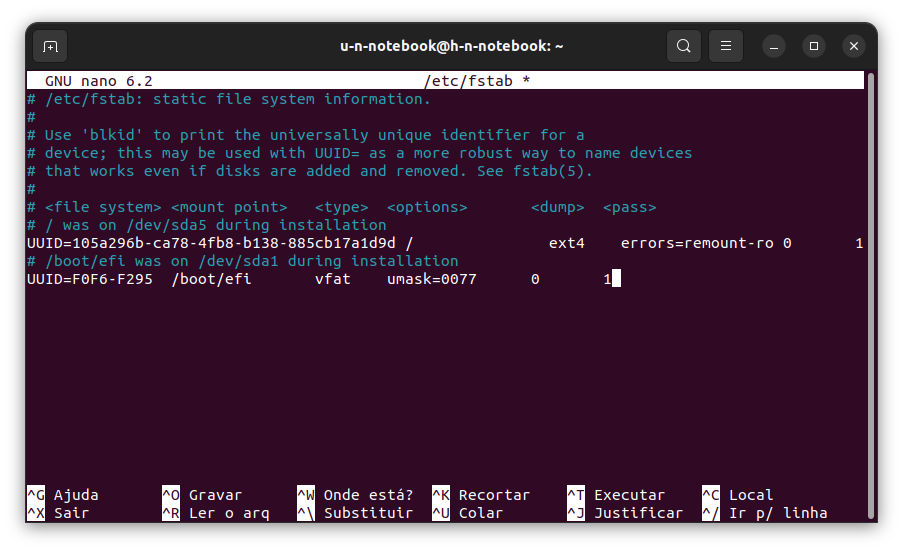 u-n-notebook@h-n-notebook: ~
GNU nano 6.2 /etc/fstab *
# /etc/fstab: static file system information.
#
# Use 'blkid' to print the universally unique identifier for a
# device; this may be used with UUID= as a more robust way to name devices
# that works even if disks are added and removed. See fstab(5).
#
# <file system> <mount point>   <type>  <options>       <dump>  <pass>
# / was on /dev/sda5 during installation
UUID=105a296b-ca78-4fb8-b138-885cb17a1d9d /               ext4    errors=remount-ro 0       1
# /boot/efi was on /dev/sda1 during installation
UUID=F0F6-F295  /boot/efi       vfat    umask=0077      0       1
^G Ajuda ^O Gravar ^W Onde está? ^K Recortar ^T Executar ^C Local
^X Sair ^R Ler o arq ^\ Substituir ^U Colar ^J Justificar ^/ Ir p/ linha